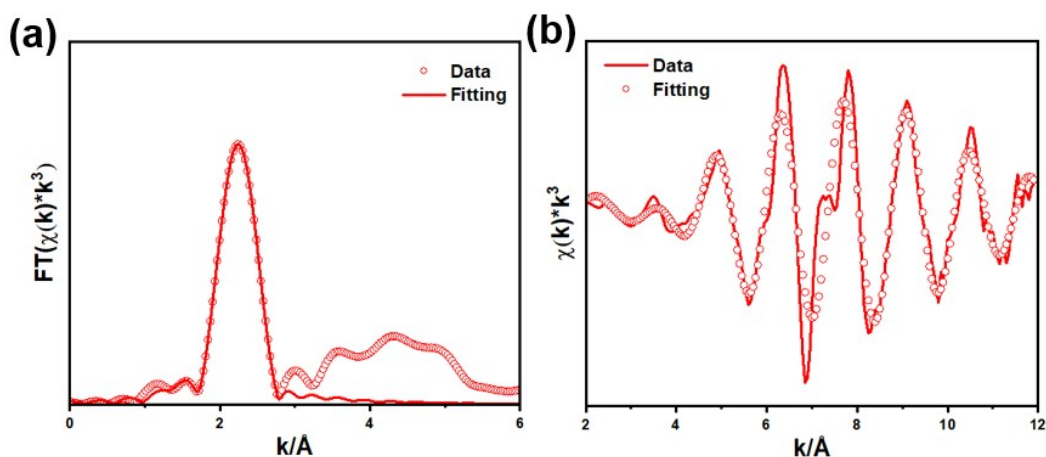 (a)
FT(χ(k)*k³)
Data
Fitting
0 2 4 6
k/Å
(b)
χ(k)*k³
Data
Fitting
2 4 6 8 10 12
k/Å